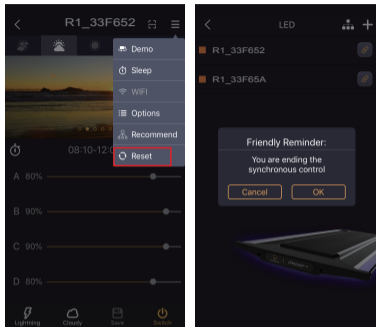 R1_33F652
Demo
Sleep
WIFI
Options
Recommend
Reset
08:10-12:0
A 80%
B 90%
C 90%
D 80%
Lightning
Cloudy
Save
Switch
LED
R1_33F652
R1_33F65A
Friendly Reminder:
You are ending the
synchronous control
Cancel
OK